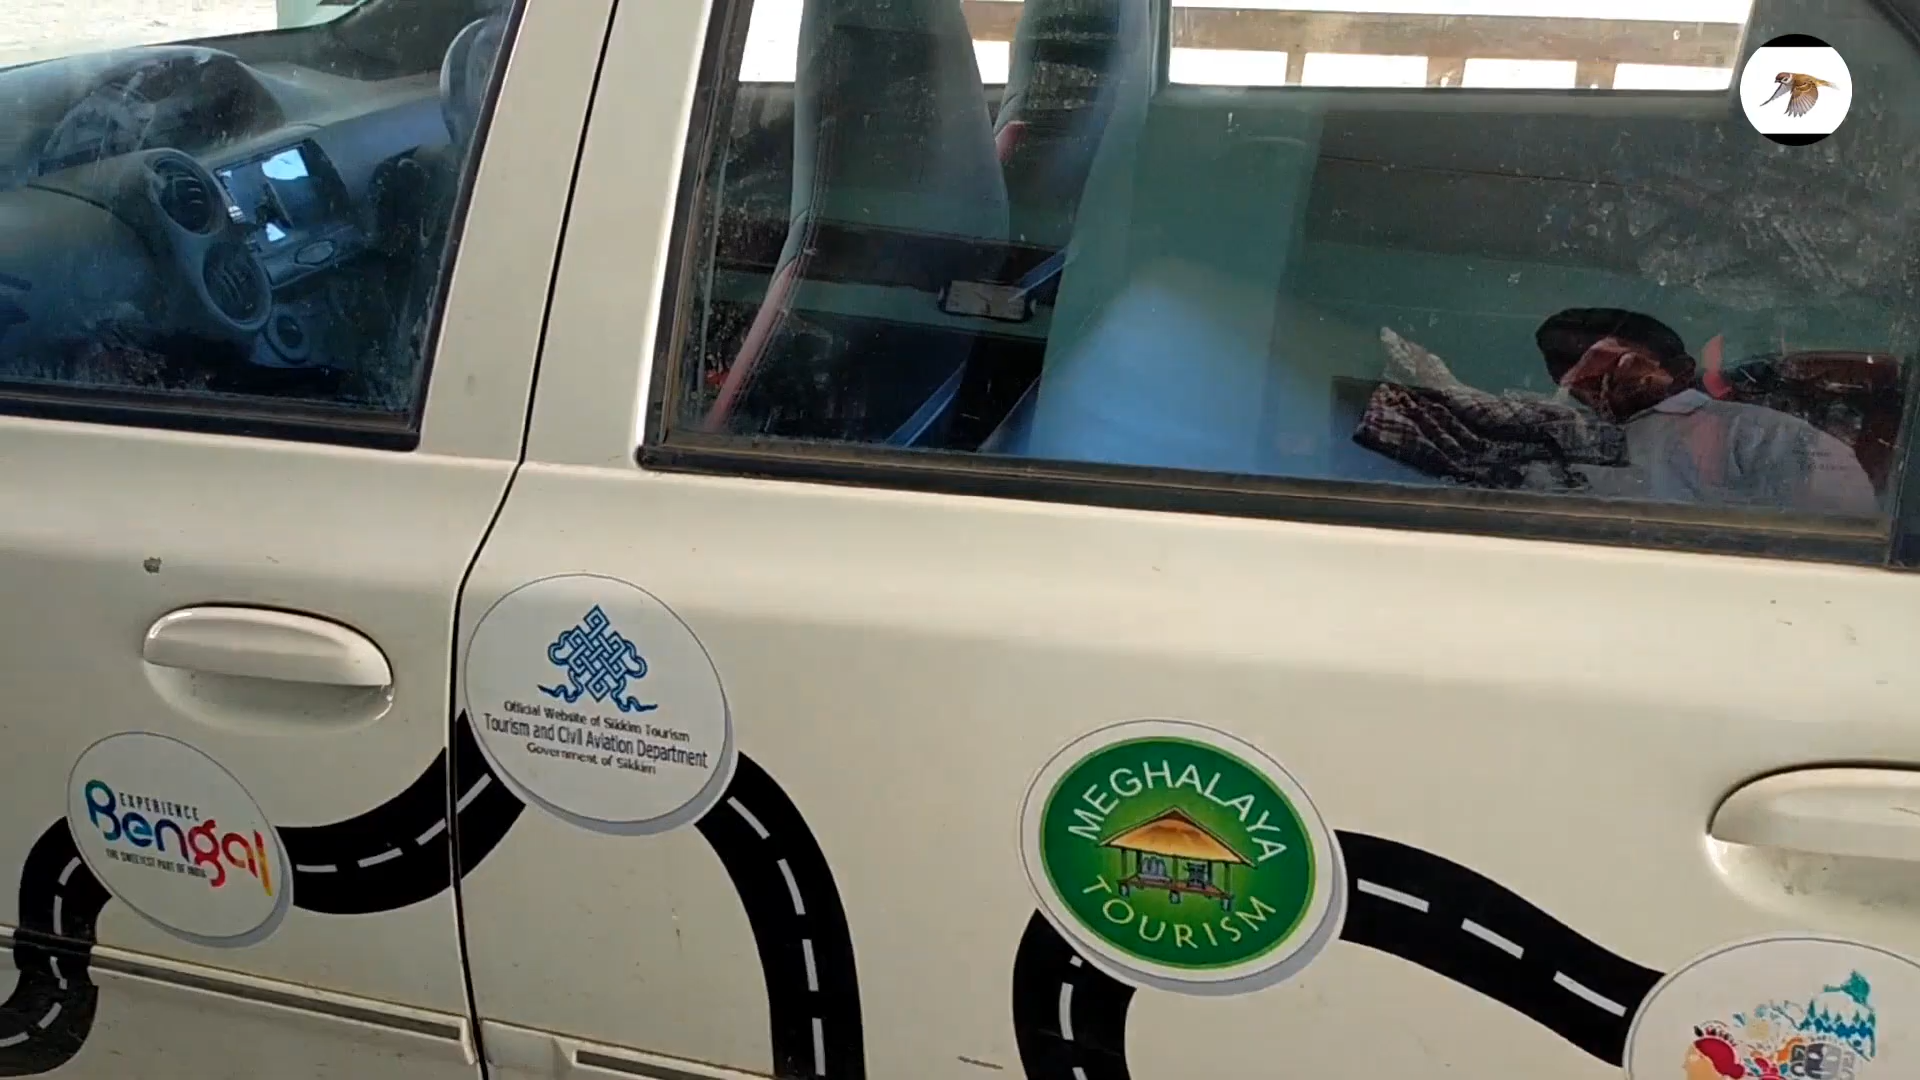 EXPERIENCE
Bengal
THE SWEETEST PART OF INDIA
Official Website of Sikkim Tourism
Tourism and Civil Aviation Department
Government of Sikkim
MEGHALAYA
TOURISM